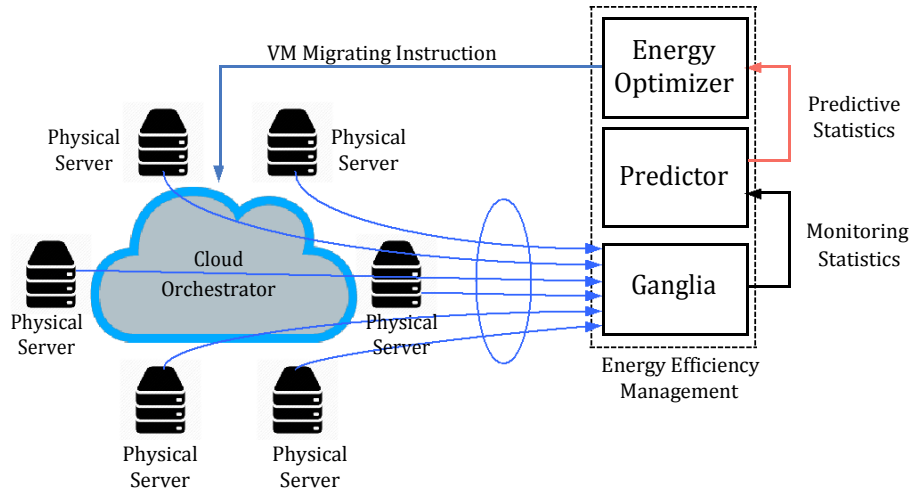 VM Migrating Instruction
Energy
Optimizer
Predictive
Statistics
Physical
Server
Physical
Server
Predictor
Monitoring
Statistics
Cloud
Orchestrator
Ganglia
Physical
Server
Physical
Server
Energy Efficiency
Management
Physical
Server
Physical
Server